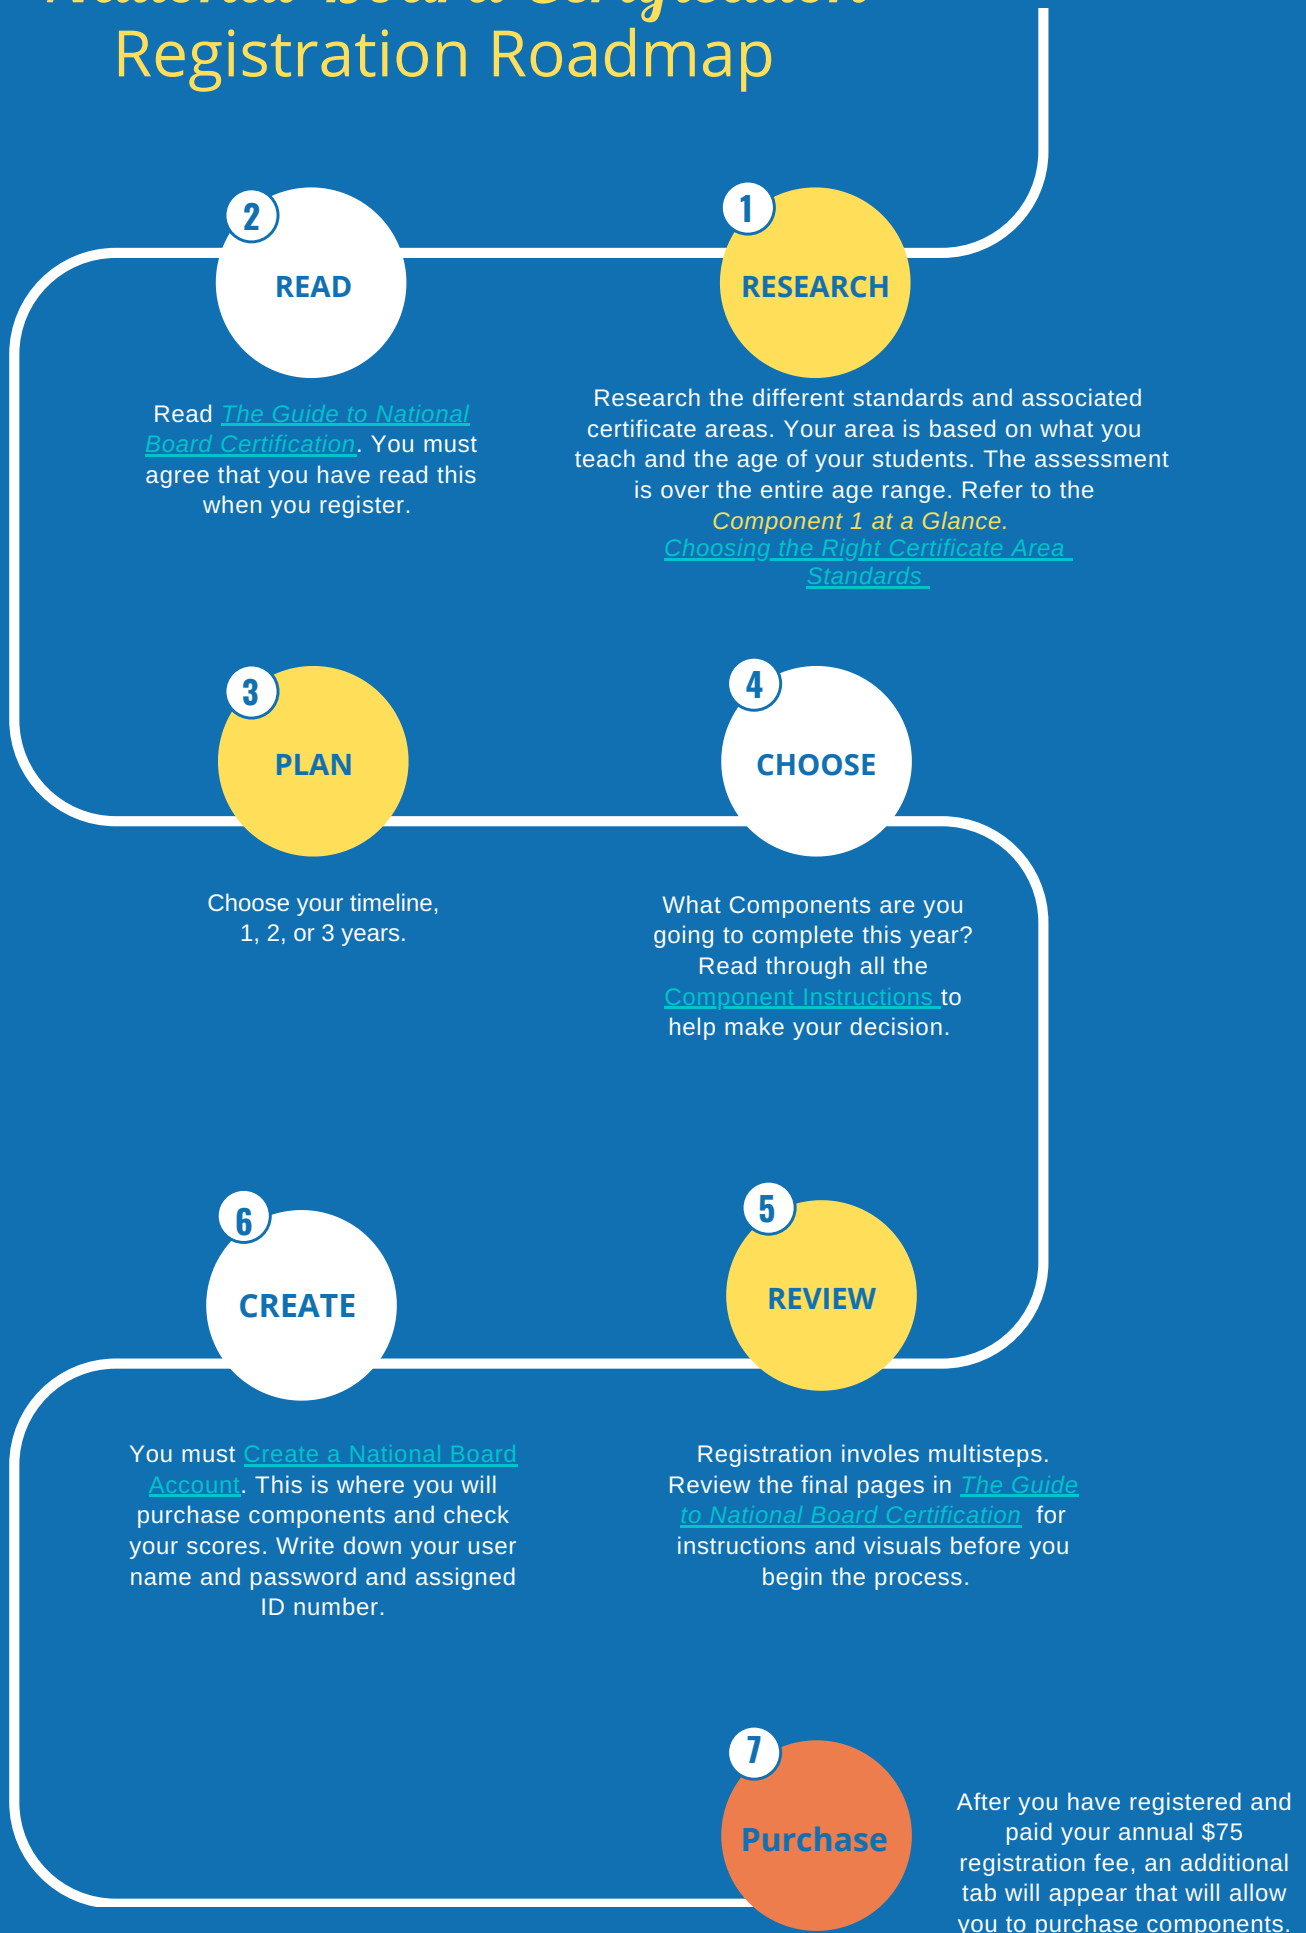 National Board Certification
Registration Roadmap
1
RESEARCH
Research the different standards and associated
certificate areas. Your area is based on what you
teach and the age of your students. The assessment
is over the entire age range. Refer to the
Component 1 at a Glance.
Choosing the Right Certificate Area
Standards
2
READ
Read The Guide to National
Board Certification. You must
agree that you have read this
when you register.
3
PLAN
Choose your timeline,
1, 2, or 3 years.
4
CHOOSE
What Components are you
going to complete this year?
Read through all the
Component Instructions to
help make your decision.
5
REVIEW
Registration involes multisteps.
Review the final pages in The Guide
to National Board Certification for
instructions and visuals before you
begin the process.
6
CREATE
You must Create a National Board
Account. This is where you will
purchase components and check
your scores. Write down your user
name and password and assigned
ID number.
7
Purchase
After you have registered and
paid your annual $75
registration fee, an additional
tab will appear that will allow
you to purchase components.